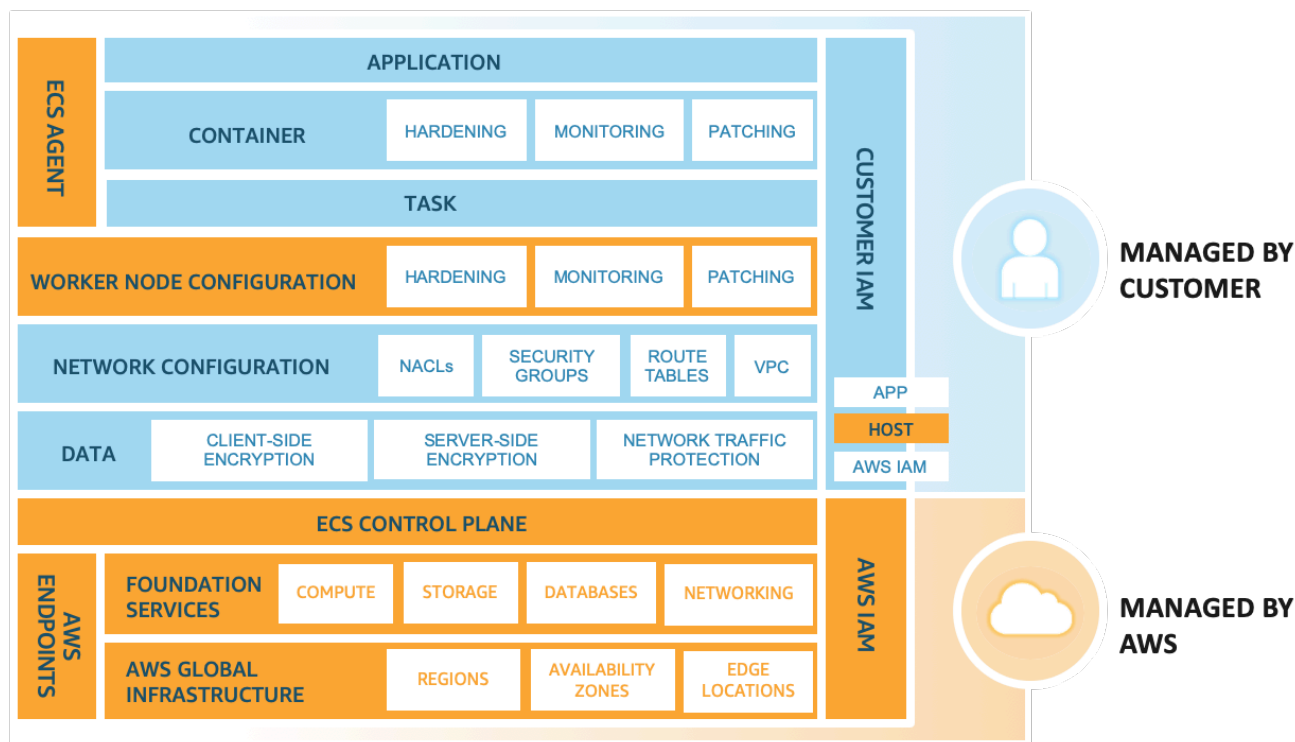 ECS AGENT
APPLICATION
CONTAINER
HARDENING
MONITORING
PATCHING
TASK
WORKER NODE CONFIGURATION
HARDENING
MONITORING
PATCHING
NETWORK CONFIGURATION
NACLs
SECURITY
GROUPS
ROUTE
TABLES
VPC
DATA
CLIENT-SIDE
ENCRYPTION
SERVER-SIDE
ENCRYPTION
NETWORK TRAFFIC
PROTECTION
CUSTOMER IAM
APP
HOST
AWS IAM
MANAGED BY
CUSTOMER
ECS CONTROL PLANE
AWS
ENDPOINTS
FOUNDATION
SERVICES
COMPUTE
STORAGE
DATABASES
NETWORKING
AWS GLOBAL
INFRASTRUCTURE
REGIONS
AVAILABILITY
ZONES
EDGE
LOCATIONS
AWS IAM
MANAGED BY
AWS